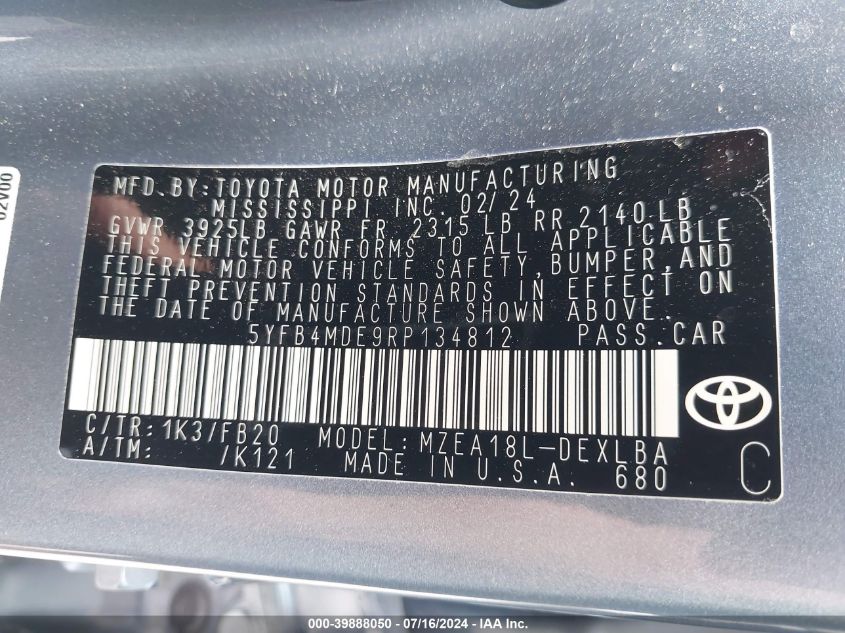 02V00
MFD.BY:TOYOTA MOTOR MANUFACTURING
MISSISSIPPI INC. 02/24
GVWR 3925LB GAWR FR 2315 LB RR 2140 LB
THIS VEHICLE CONFORMS TO ALL APPLICABLE
FEDERAL MOTOR VEHICLE SAFETY,BUMPER,AND
THEFT PREVENTION STANDARDS IN EFFECT ON
THE DATE OF MANUFACTURE SHOWN ABOVE.
5YFB4MDE9RP134812 PASS.CAR
C/TR: 1K3/FB20 MODEL: MZEA18L-DEXLBA
A/TM: /K121 MADE IN U.S.A. 680 C
000-39888050 - 07/16/2024 - IAA Inc.